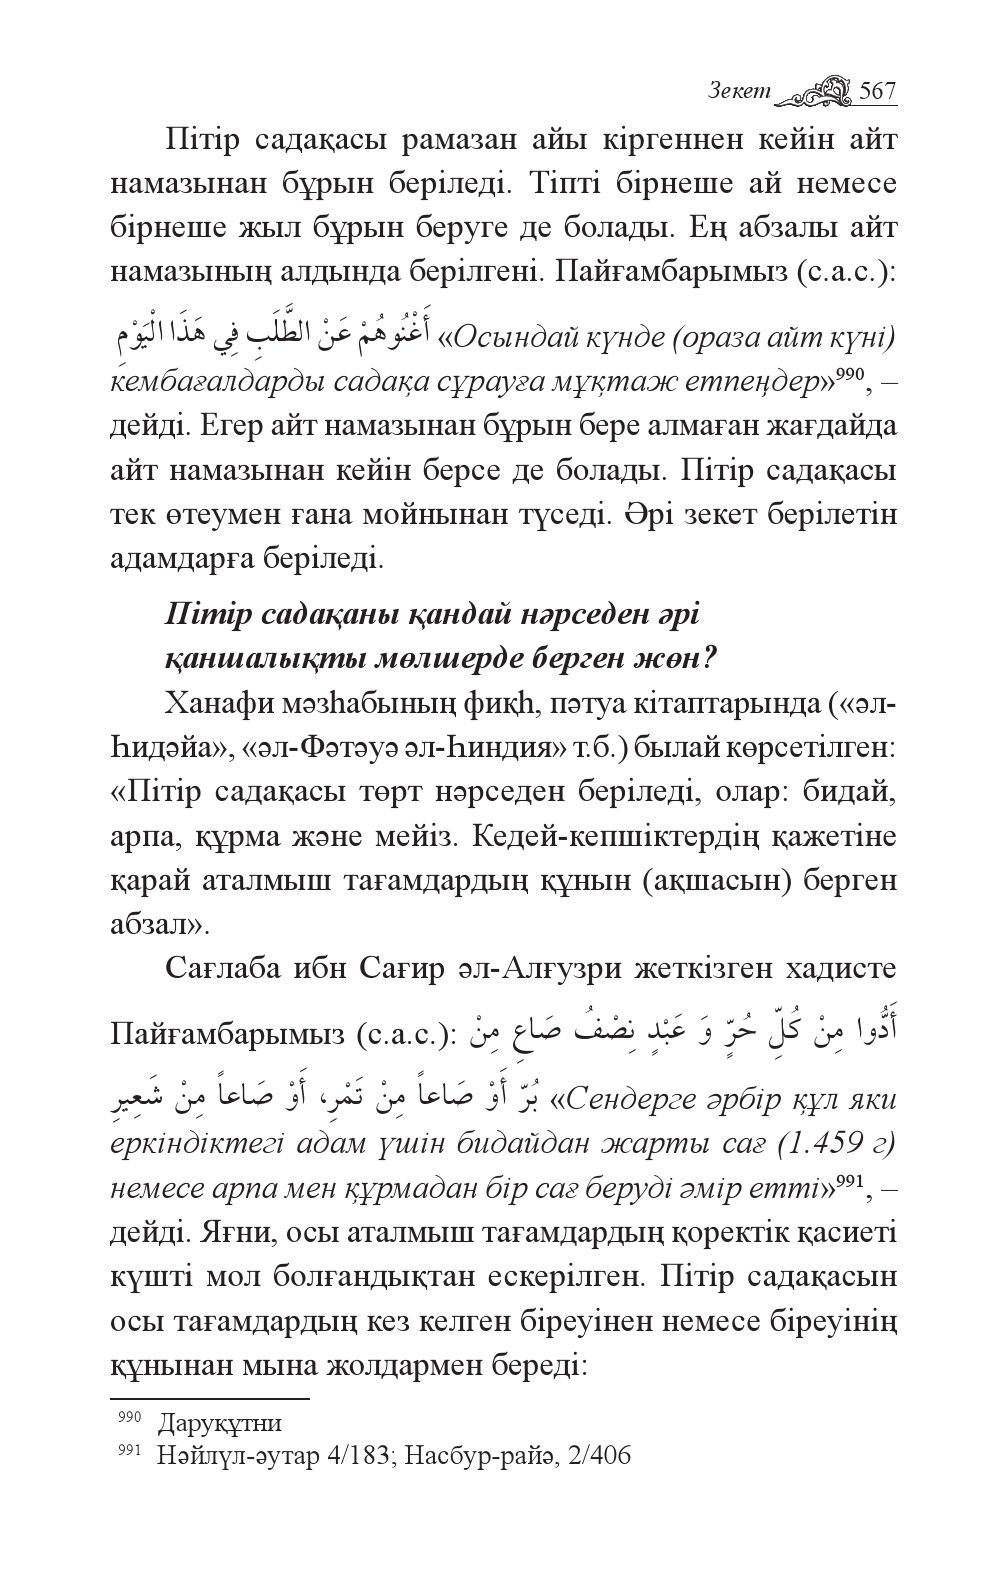 Зекет 567
Пітір садақасы рамазан айы кіргеннен кейін айт
намазынан бұрын беріледі. Тіпті бірнеше ай немесе
бірнеше жыл бұрын беруге де болады. Ең абзалы айт
намазының алдында берілгені. Пайғамбарымыз (с.а.с.):
أَغْنُوهُمْ عَنْ الطَّلَبِ فِي هَذَا الْيَوْمِ «Осындай күнде (ораза айт күні)
кембағалдарды садақа сұрауға мұқтаж етпеңдер»⁹⁹⁰, –
дейді. Егер айт намазынан бұрын бере алмаған жағдайда
айт намазынан кейін берсе де болады. Пітір садақасы
тек өтеумен ғана мойнынан түседі. Әрі зекет берілетін
адамдарға беріледі.
Пітір садақаны қандай нәрседен әрі
қаншалықты мөлшерде берген жөн?
Ханафи мәзһабының фиқһ, пәтуа кітаптарында («әл-
Һидәйа», «әл-Фәтәуә әл-Һиндия» т.б.) былай көрсетілген:
«Пітір садақасы төрт нәрседен беріледі, олар: бидай,
арпа, құрма және мейіз. Кедей-кепшіктердің қажетіне
қарай аталмыш тағамдардың құнын (ақшасын) берген
абзал».
Сағлаба ибн Сағир әл-Алғузри жеткізген хадисте
Пайғамбарымыз (с.а.с.): أَدُّوا مِنْ كُلِّ حُرٍّ وَ عَبْدٍ نِصْفُ صَاعٍ مِنْ
بُرّ أَوْ صَاعاً مِنْ تَمْرِ، أَوْ صَاعاً مِنْ شَعِيرِ «Сендерге әрбір құл яки
еркіндіктегі адам үшін бидайдан жарты сағ (1.459 г)
немесе арпа мен құрмадан бір сағ беруді әмір етті»⁹⁹¹, –
дейді. Яғни, осы аталмыш тағамдардың қоректік қасиеті
күшті мол болғандықтан ескерілген. Пітір садақасын
осы тағамдардың кез келген біреуінен немесе біреуінің
құнынан мына жолдармен береді:
⁹⁹⁰ Даруқұтни
⁹⁹¹ Нәйлүл-әутар 4/183; Насбур-райә, 2/406